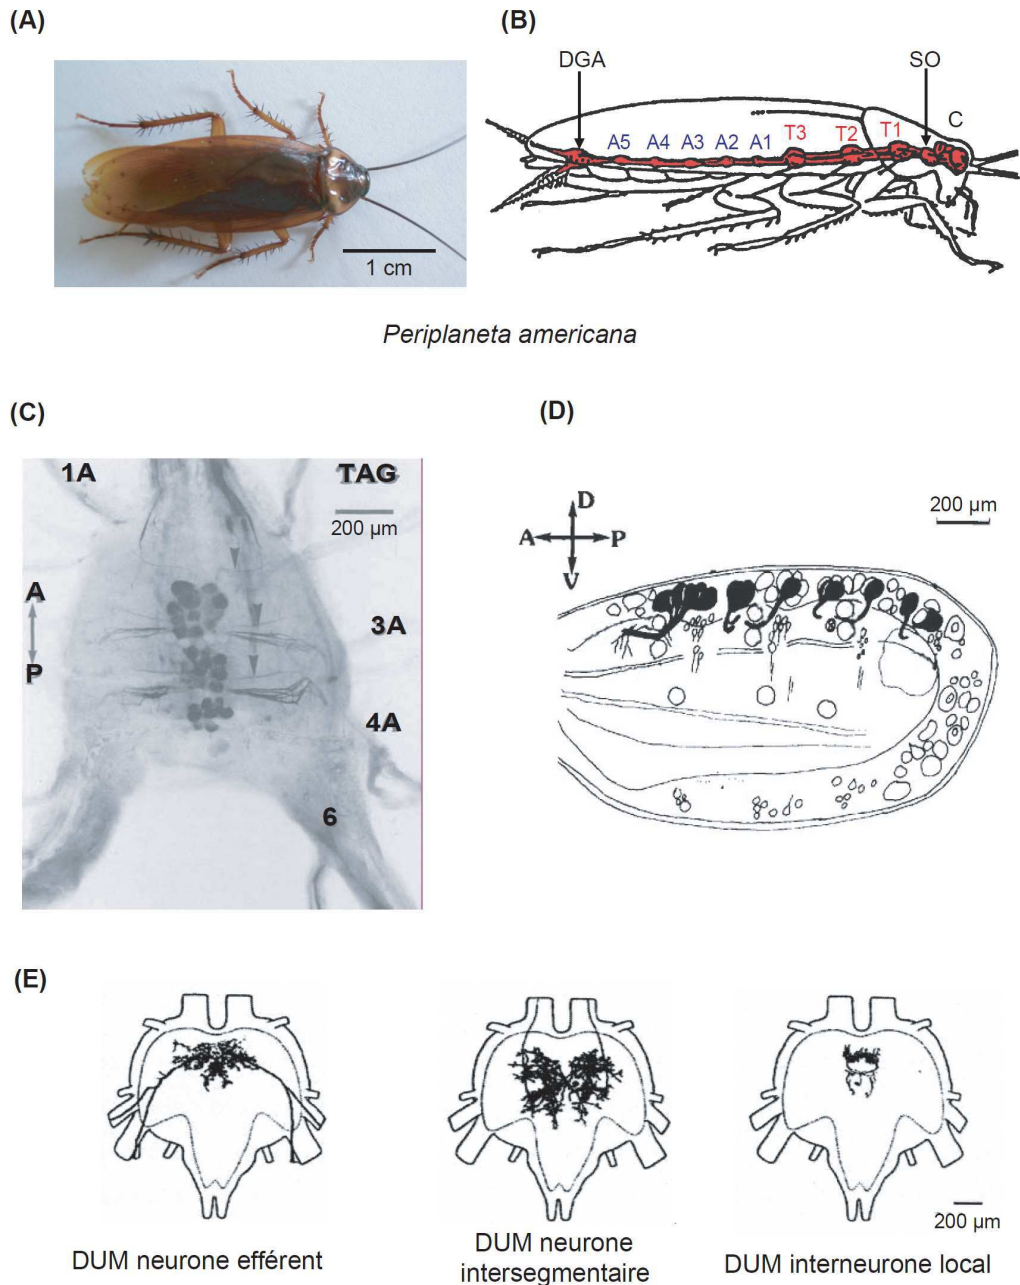 (A)
(B)
1 cm
DGA
SO
A5 A4 A3 A2 A1 T3 T2 T1 C
Periplaneta americana
(C)
(D)
1A
TAG
200 µm
A
P
3A
4A
6
D
A P
V
200 µm
(E)
200 µm
DUM neurone efférent
DUM neurone
intersegmentaire
DUM interneurone local